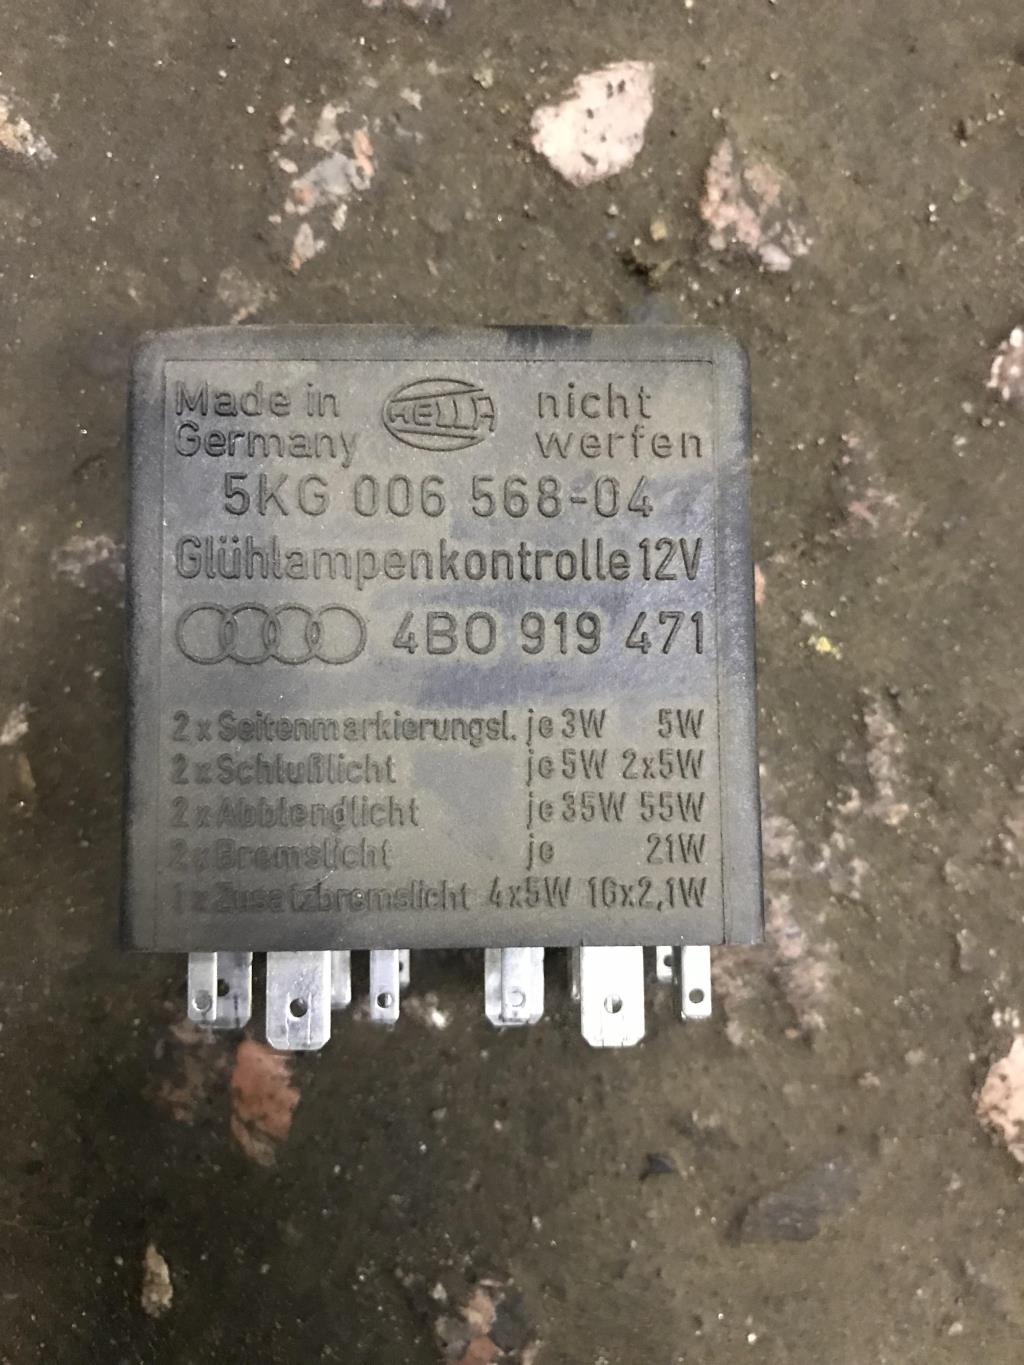 Made in HELLA nicht
Germany werfen
5KG 006 568-04
Glühlampenkontrolle 12V
4B0 919 471
2 x Seitenmarkierungsl. je 3W 5W
2 x Schlußlicht je 5W 2x5W
2 x Abblendlicht je 35W 55W
2 x Bremslicht je 21W
1 x Zusatzbremslicht 4x5W 16x2,1W